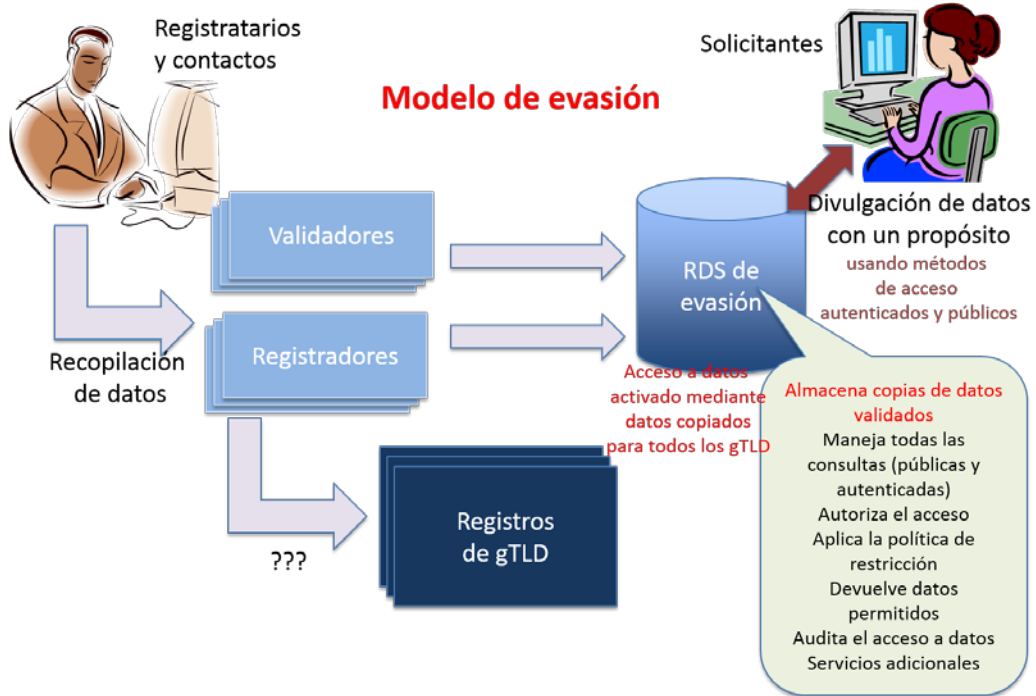 Registratarios
y contactos
Solicitantes
Modelo de evasión
Validadores
Registradores
Recopilación
de datos
RDS de
evasión
Divulgación de datos
con un propósito
usando métodos
de acceso
autenticados y públicos
Acceso a datos
activado mediante
datos copiados
para todos los gTLD
Almacena copias de datos
validados
Maneja todas las
consultas (públicas y
autenticadas)
Autoriza el acceso
Aplica la política de
restricción
Devuelve datos
permitidos
Audita el acceso a datos
Servicios adicionales
Registros
de gTLD
???